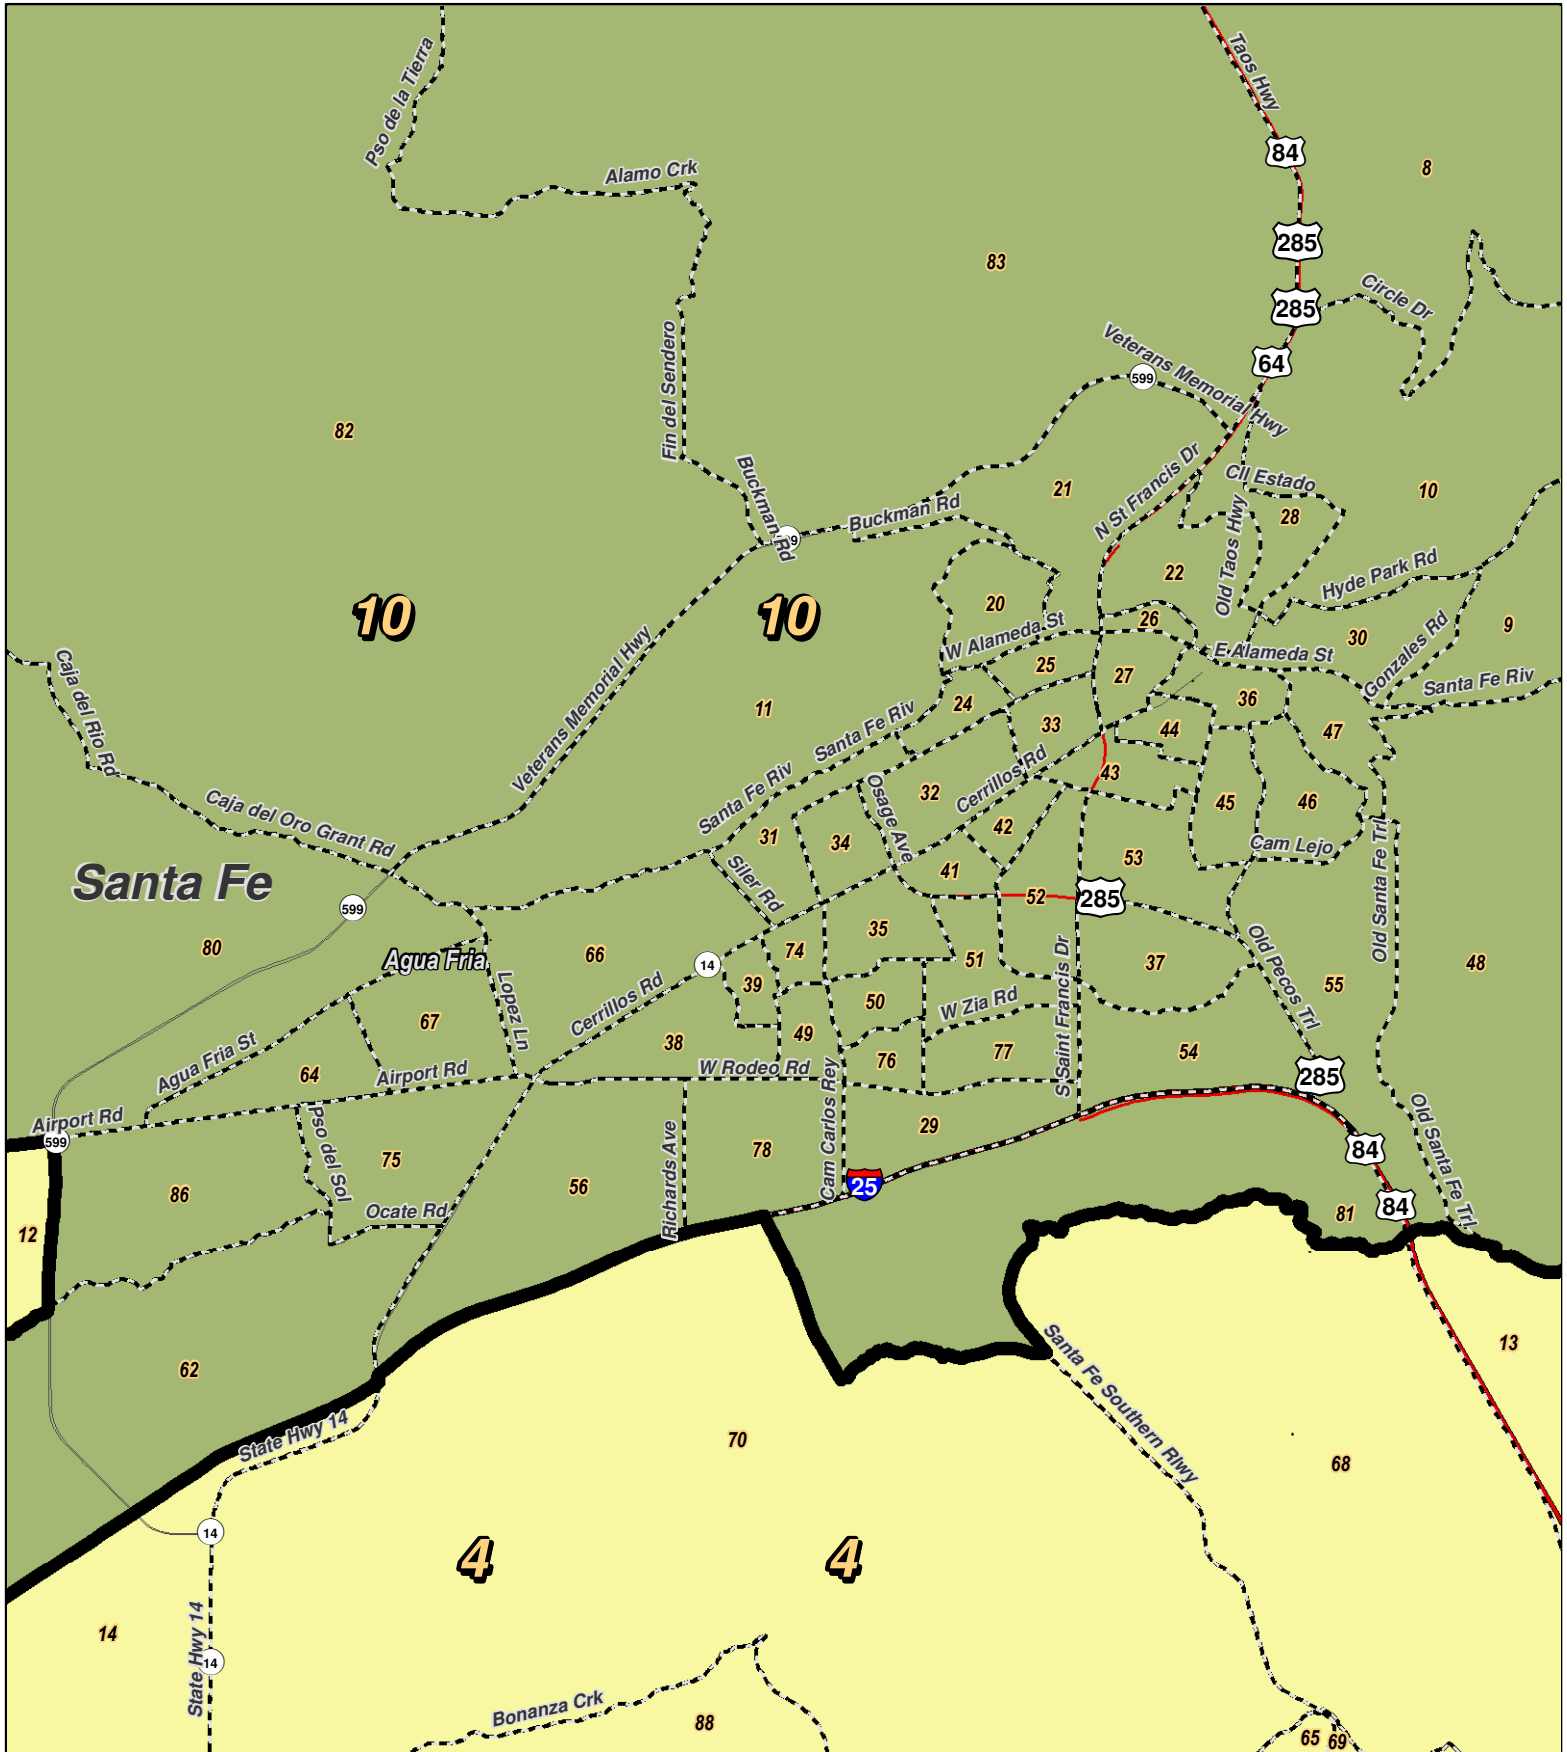 Pso de la Tierra
Taos Hwy
84
8
Alamo Crk
285
83
Circle Dr
285
Fin del Sendero
Veterans Memorial Hwy
64
599
82
Buckman Rd
N St Francis Dr
Cll Estado
21
10
Buckman Rd
28
Old Taos Hwy
Hyde Park Rd
22
10
10
20
26
W Alameda St
30
9
Gonzales Rd
E Alameda St
25
27
Santa Fe Riv
Caja del Rio Rd
Veterans Memorial Hwy
11
24
36
Santa Fe Riv
33
44
47
Cerrillos Rd
43
Santa Fe Riv
32
45
46
Osage Ave
Caja del Oro Grant Rd
31
34
42
Cam Lejo
Old Santa Fe Trl
53
Santa Fe
Siler Rd
41
52
285
599
35
80
Agua Fria
66
14
74
51
37
Old Pecos Trl
48
Lopez Ln
39
55
Cerrillos Rd
50
W Zia Rd
S Saint Francis Dr
67
38
49
Agua Fria St
76
77
54
64
Airport Rd
W Rodeo Rd
285
Airport Rd
599
Pso del Sol
75
Richards Ave
78
Cam Carlos Rey
29
84
Old Santa Fe Trl
86
56
25
84
12
Ocate Rd
81
13
62
Santa Fe Southern Rlwy
State Hwy 14
70
68
14
4
4
14
State Hwy 14
14
Bonanza Crk
88
65
69